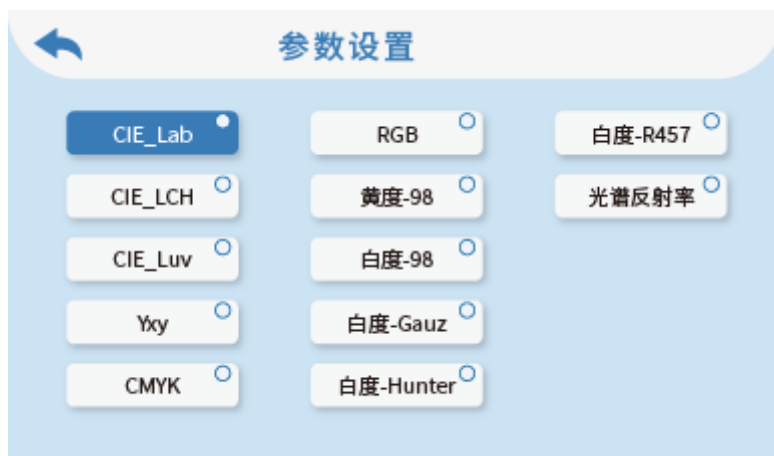 参数设置
CIE_Lab
RGB
白度-R457
CIE_LCH
黄度-98
光谱反射率
CIE_Luv
白度-98
Yxy
白度-Gauz
CMYK
白度-Hunter